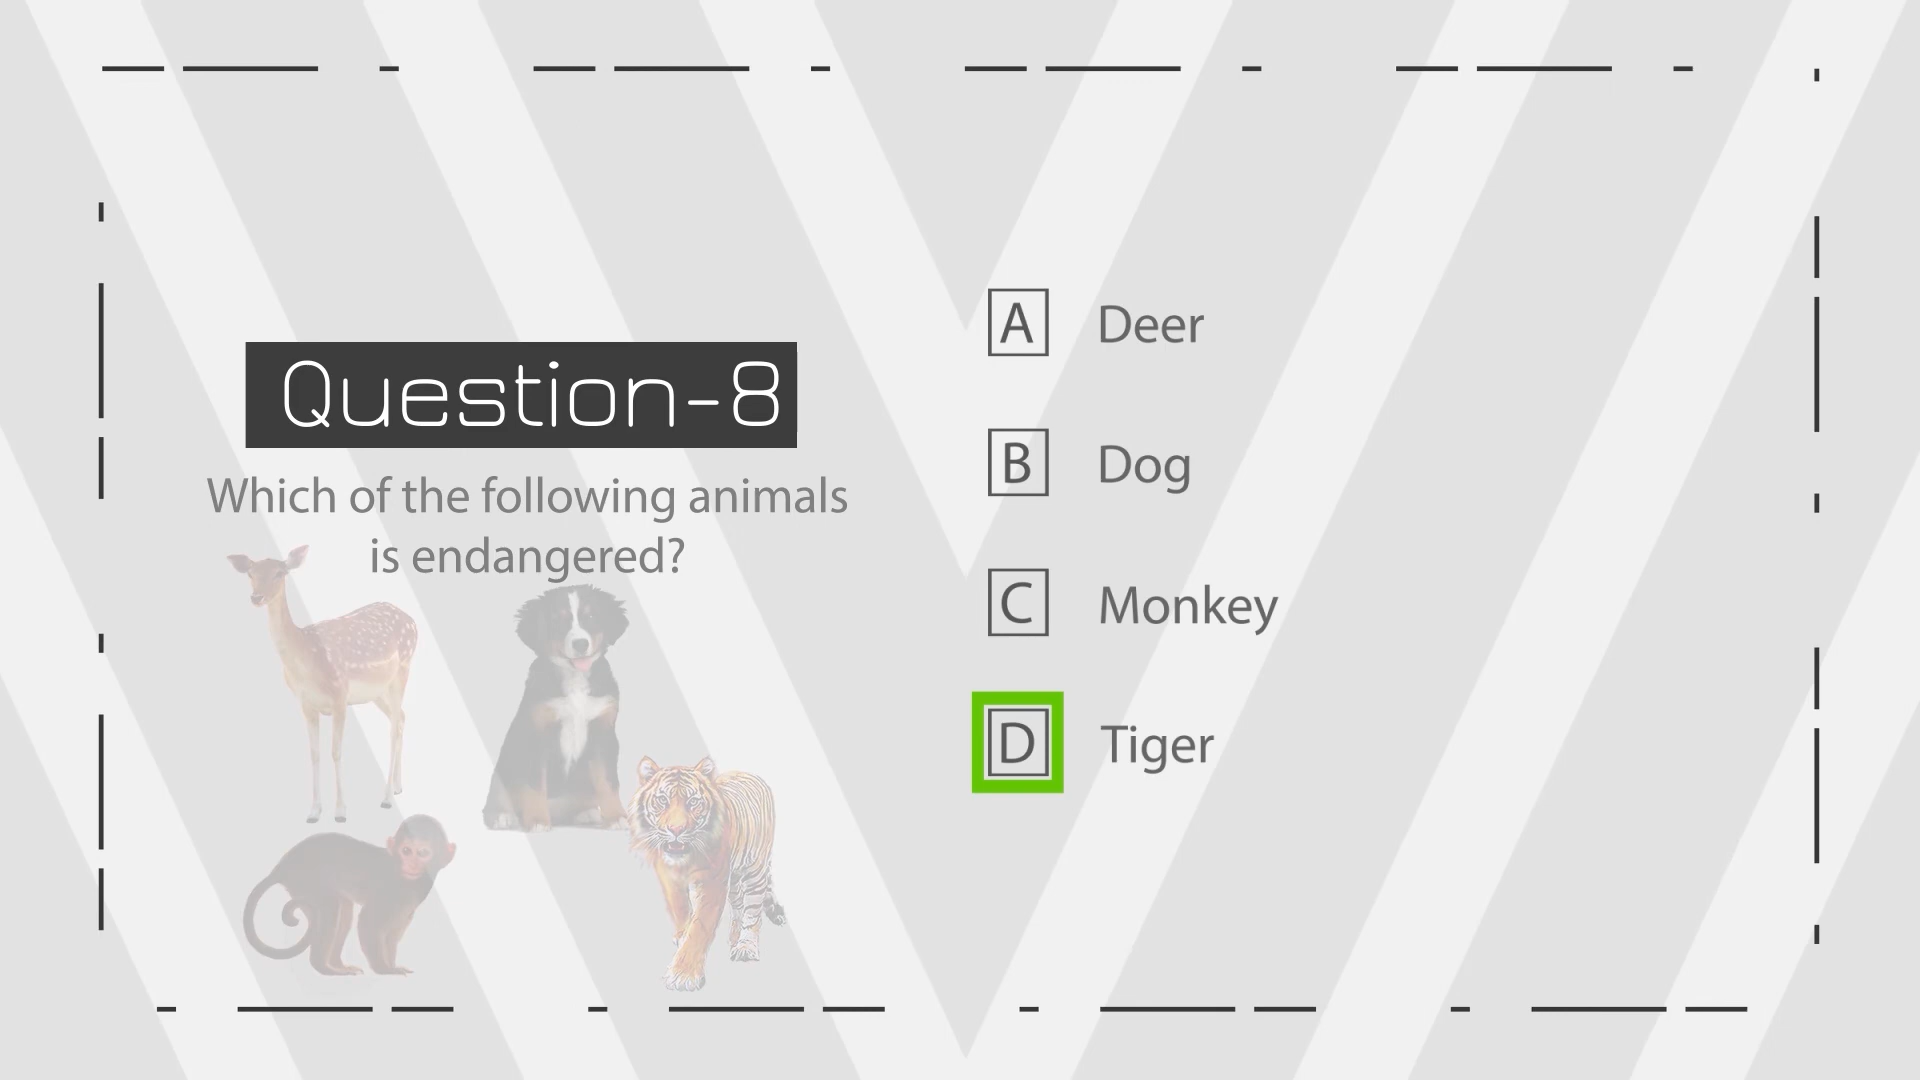 Question-8
Which of the following animals
is endangered?
A Deer
B Dog
C Monkey
D Tiger